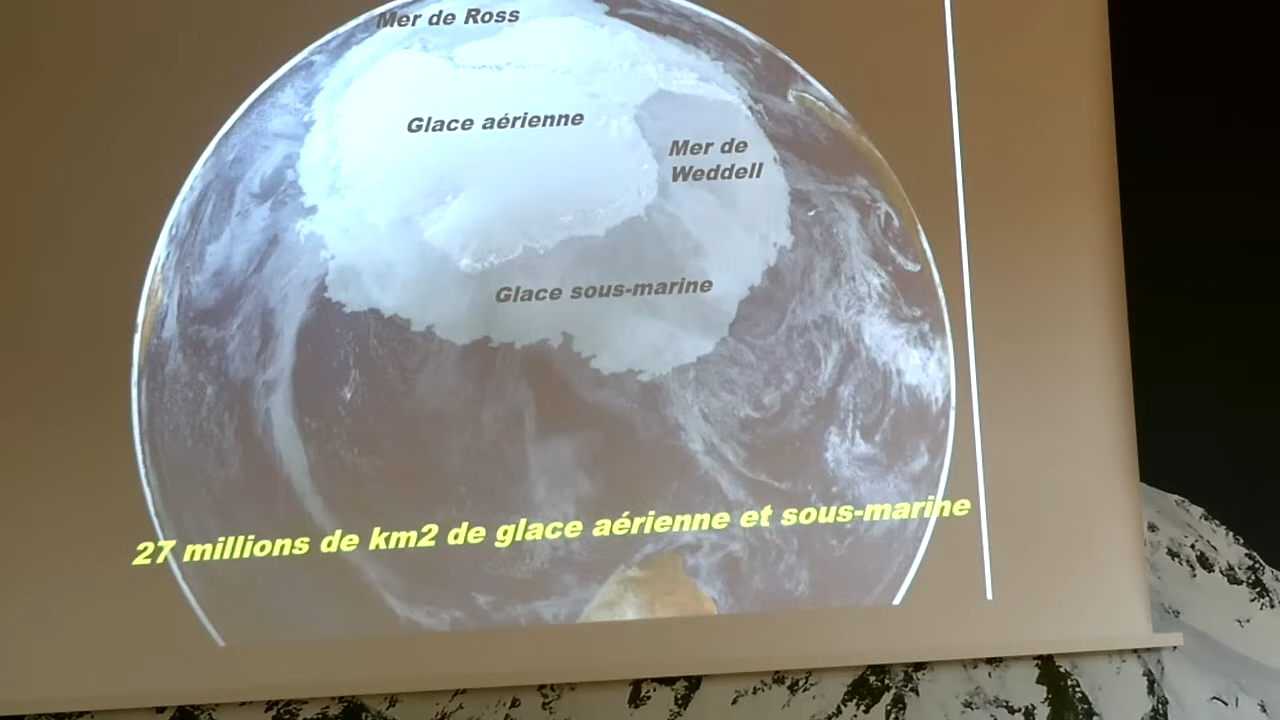 Mer de Ross
Glace aérienne
Mer de
Weddell
Glace sous-marine
27 millions de km2 de glace aérienne et sous-marine